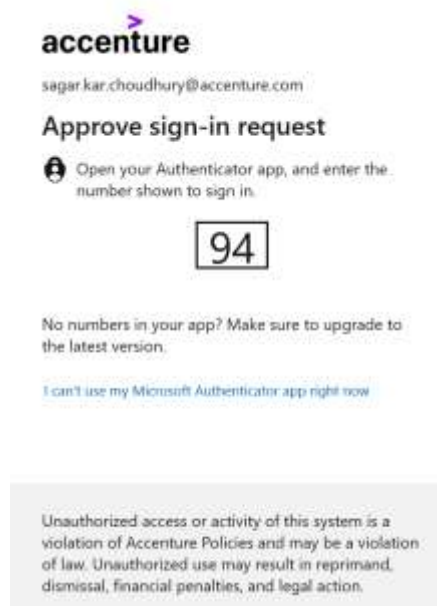 accenture
sagar.kar.choudhury@accenture.com
Approve sign-in request
Open your Authenticator app, and enter the
number shown to sign in.
94
No numbers in your app? Make sure to upgrade to
the latest version.
I can't use my Microsoft Authenticator app right now
Unauthorized access or activity of this system is a
violation of Accenture Policies and may be a violation
of law. Unauthorized use may result in reprimand,
dismissal, financial penalties, and legal action.